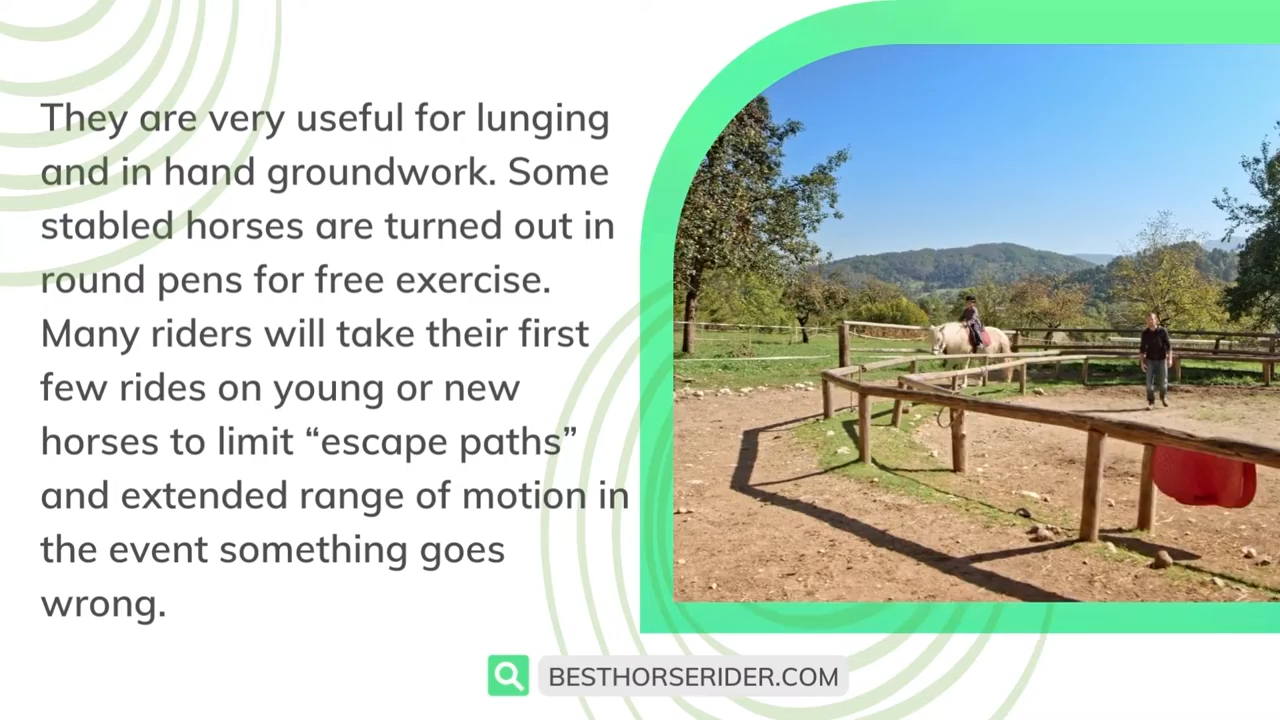 They are very useful for lunging
and in hand groundwork. Some
stabled horses are turned out in
round pens for free exercise.
Many riders will take their first
few rides on young or new
horses to limit “escape paths”
and extended range of motion in
the event something goes
wrong.
BESTHORSERIDER.COM